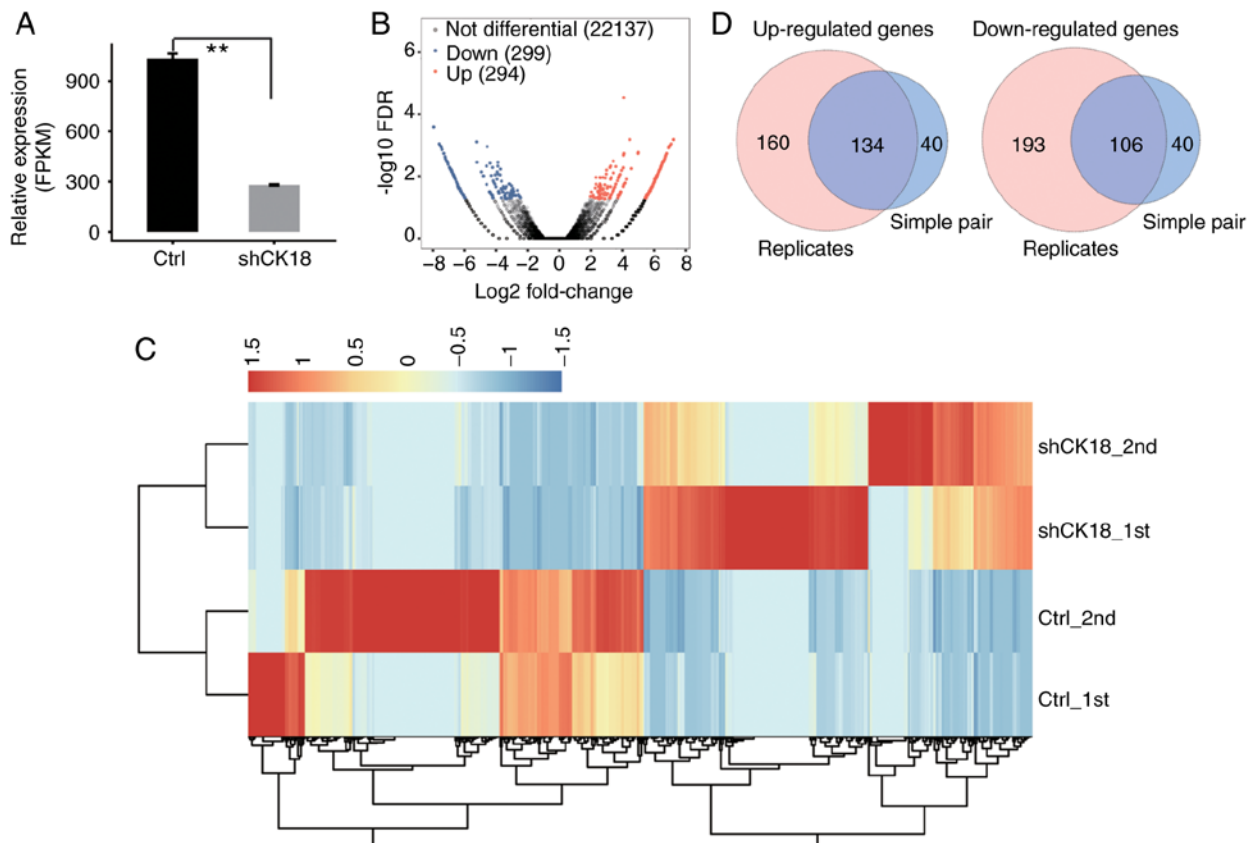 A
**
Relative expression
(FPKM)
900
600
300
0
Ctrl
shCK18
B
Not differential (22137)
Down (299)
Up (294)
-log10 FDR
6
4
2
0
−8 −6 −4 −2 0 2 4 6 8
Log2 fold-change
D
Up-regulated genes
160
134
40
Simple pair
Replicates
Down-regulated genes
193
106
40
Simple pair
Replicates
C
1.5
1
0.5
0
−0.5
−1
−1.5
shCK18_2nd
shCK18_1st
Ctrl_2nd
Ctrl_1st